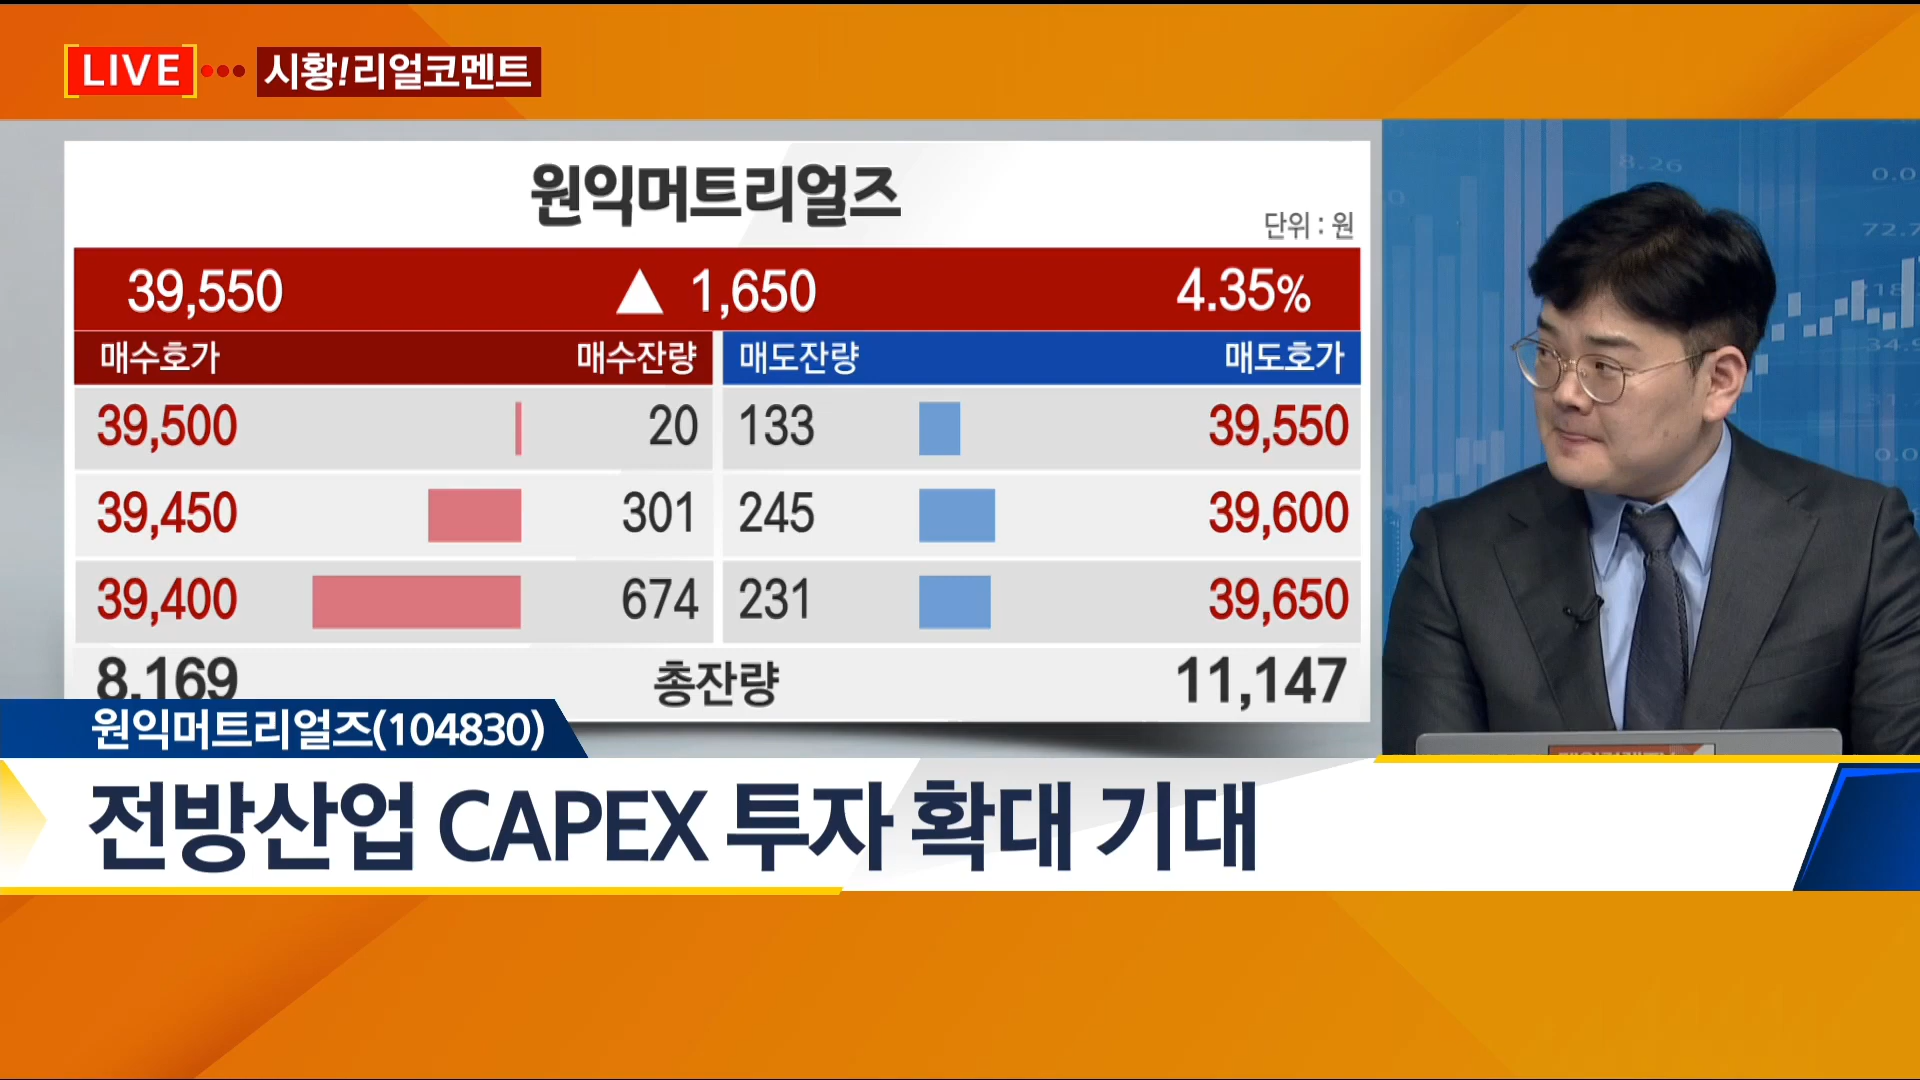 LIVE 시황!리얼코멘트
원익머트리얼즈
단위 : 원
39,550 ▲ 1,650 4.35%
매수호가 매수잔량 매도잔량 매도호가
39,500 20 133 39,550
39,450 301 245 39,600
39,400 674 231 39,650
8,169 총잔량 11,147
원익머트리얼즈(104830)
전방산업 CAPEX 투자 확대 기대
8.26